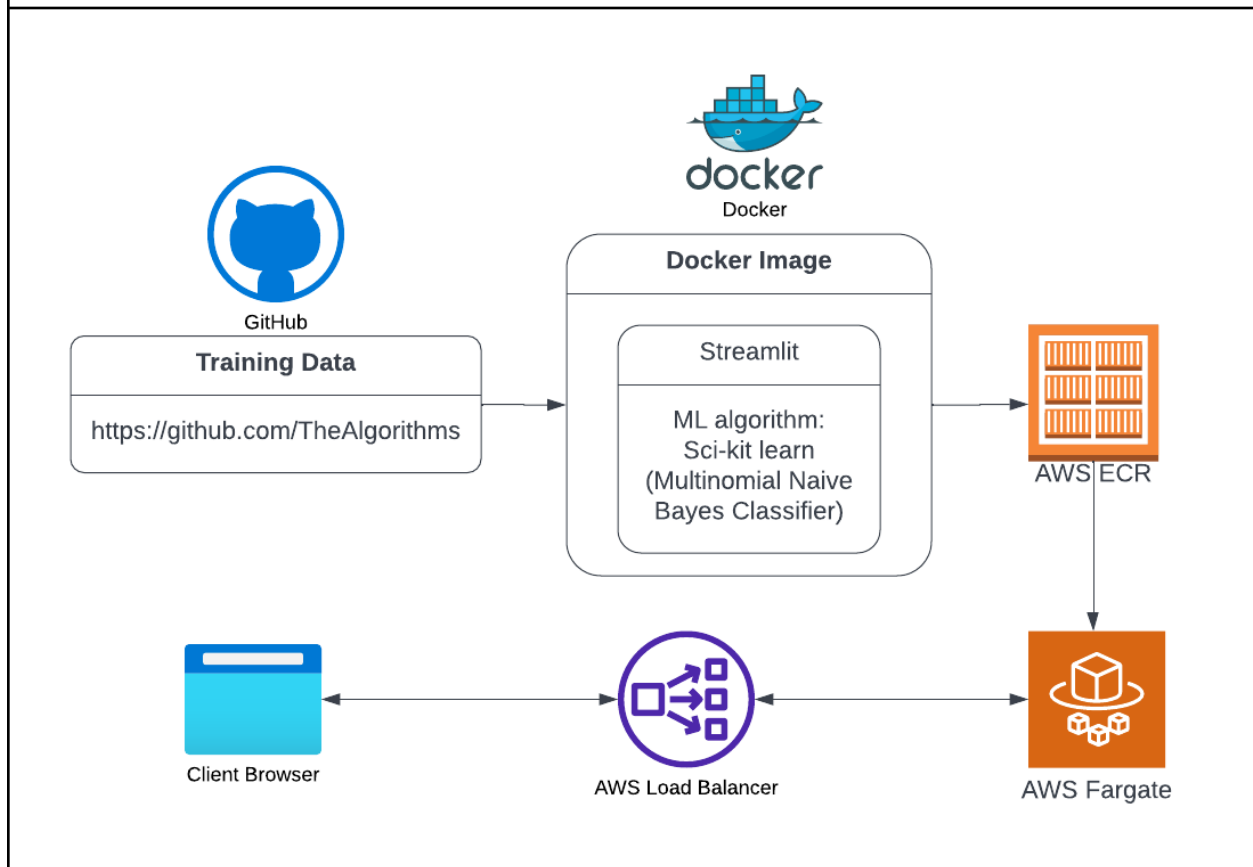 docker
Docker
Docker Image
GitHub
Training Data
https://github.com/TheAlgorithms
Streamlit
ML algorithm:
Sci-kit learn
(Multinomial Naive
Bayes Classifier)
AWS ECR
Client Browser
AWS Load Balancer
AWS Fargate